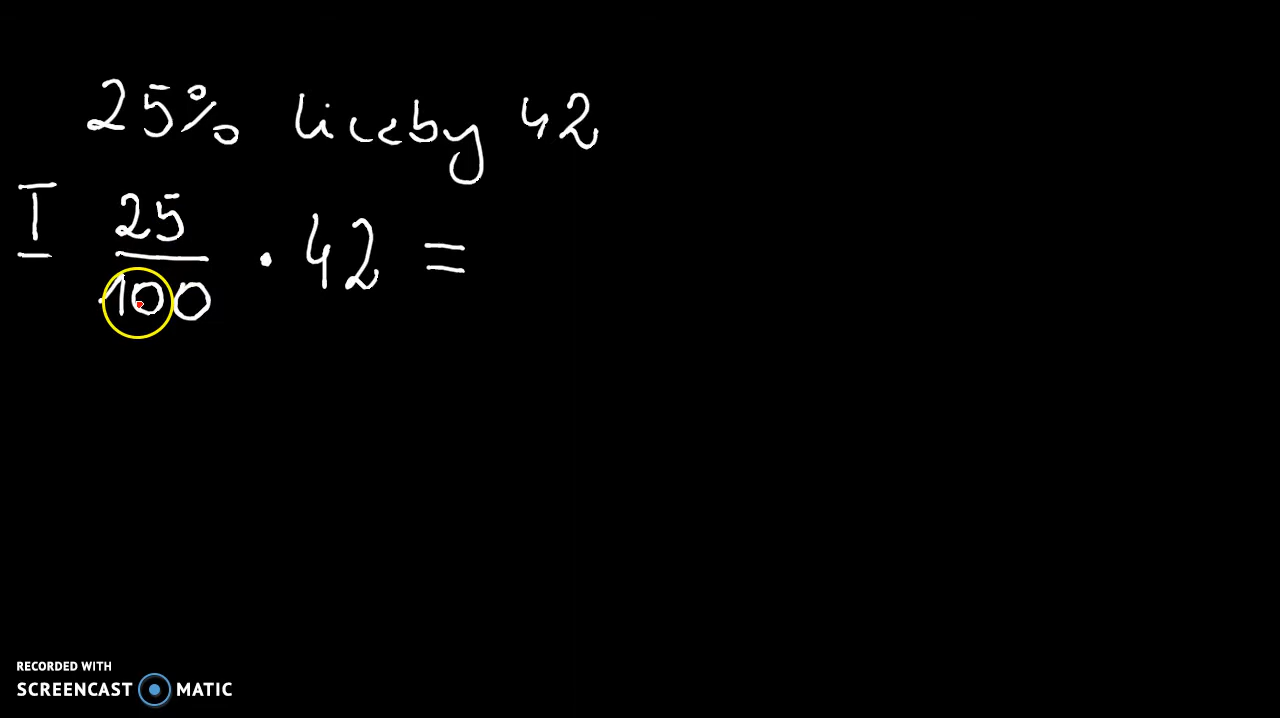 25% liczby 42
I 25/100 · 42 =
RECORDED WITH
SCREENCAST MATIC